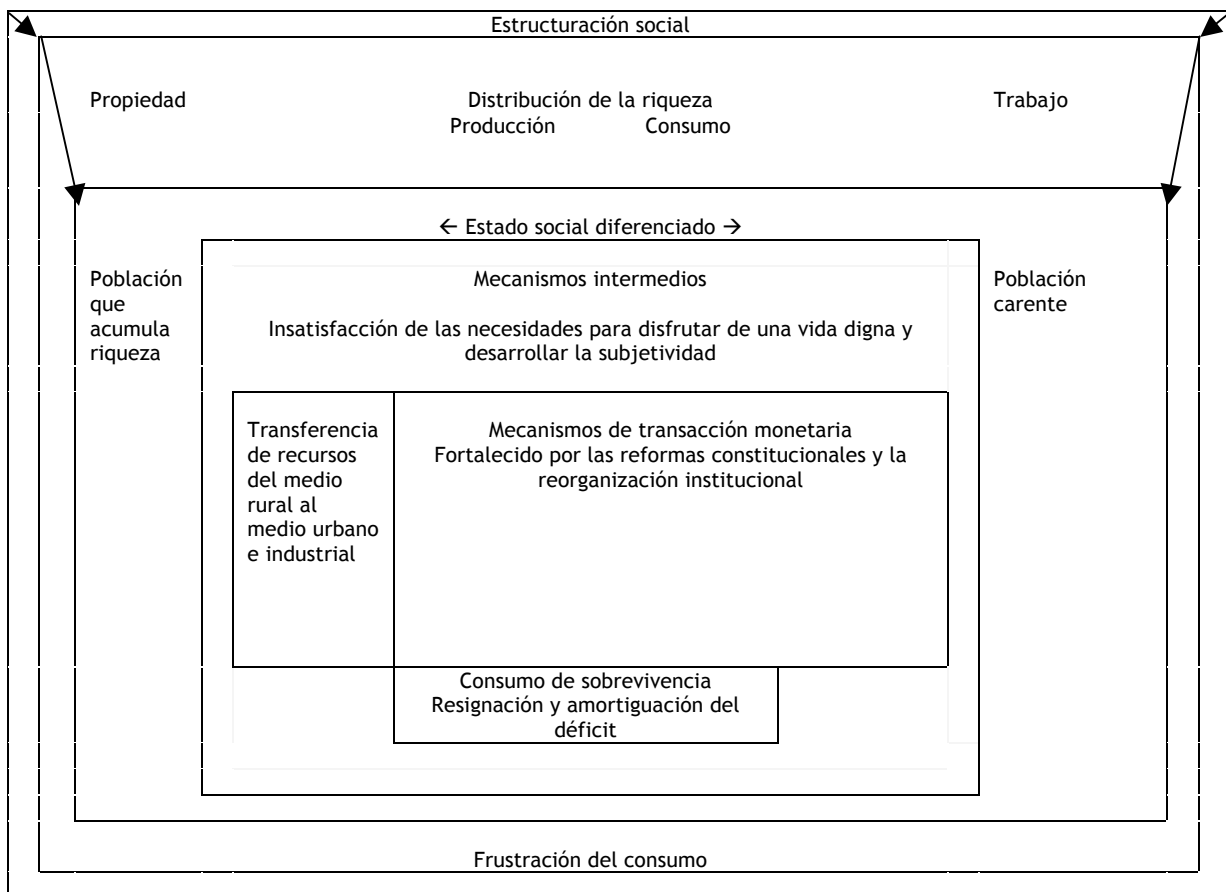 Estructuración social
Propiedad
Distribución de la riqueza
Trabajo
Producción Consumo
← Estado social diferenciado →
Población
que
acumula
riqueza
Mecanismos intermedios
Población
carente
Insatisfacción de las necesidades para disfrutar de una vida digna y
desarrollar la subjetividad
Transferencia
de recursos
del medio
rural al
medio urbano
e industrial
Mecanismos de transacción monetaria
Fortalecido por las reformas constitucionales y la
reorganización institucional
Consumo de sobrevivencia
Resignación y amortiguación del
déficit
Frustración del consumo